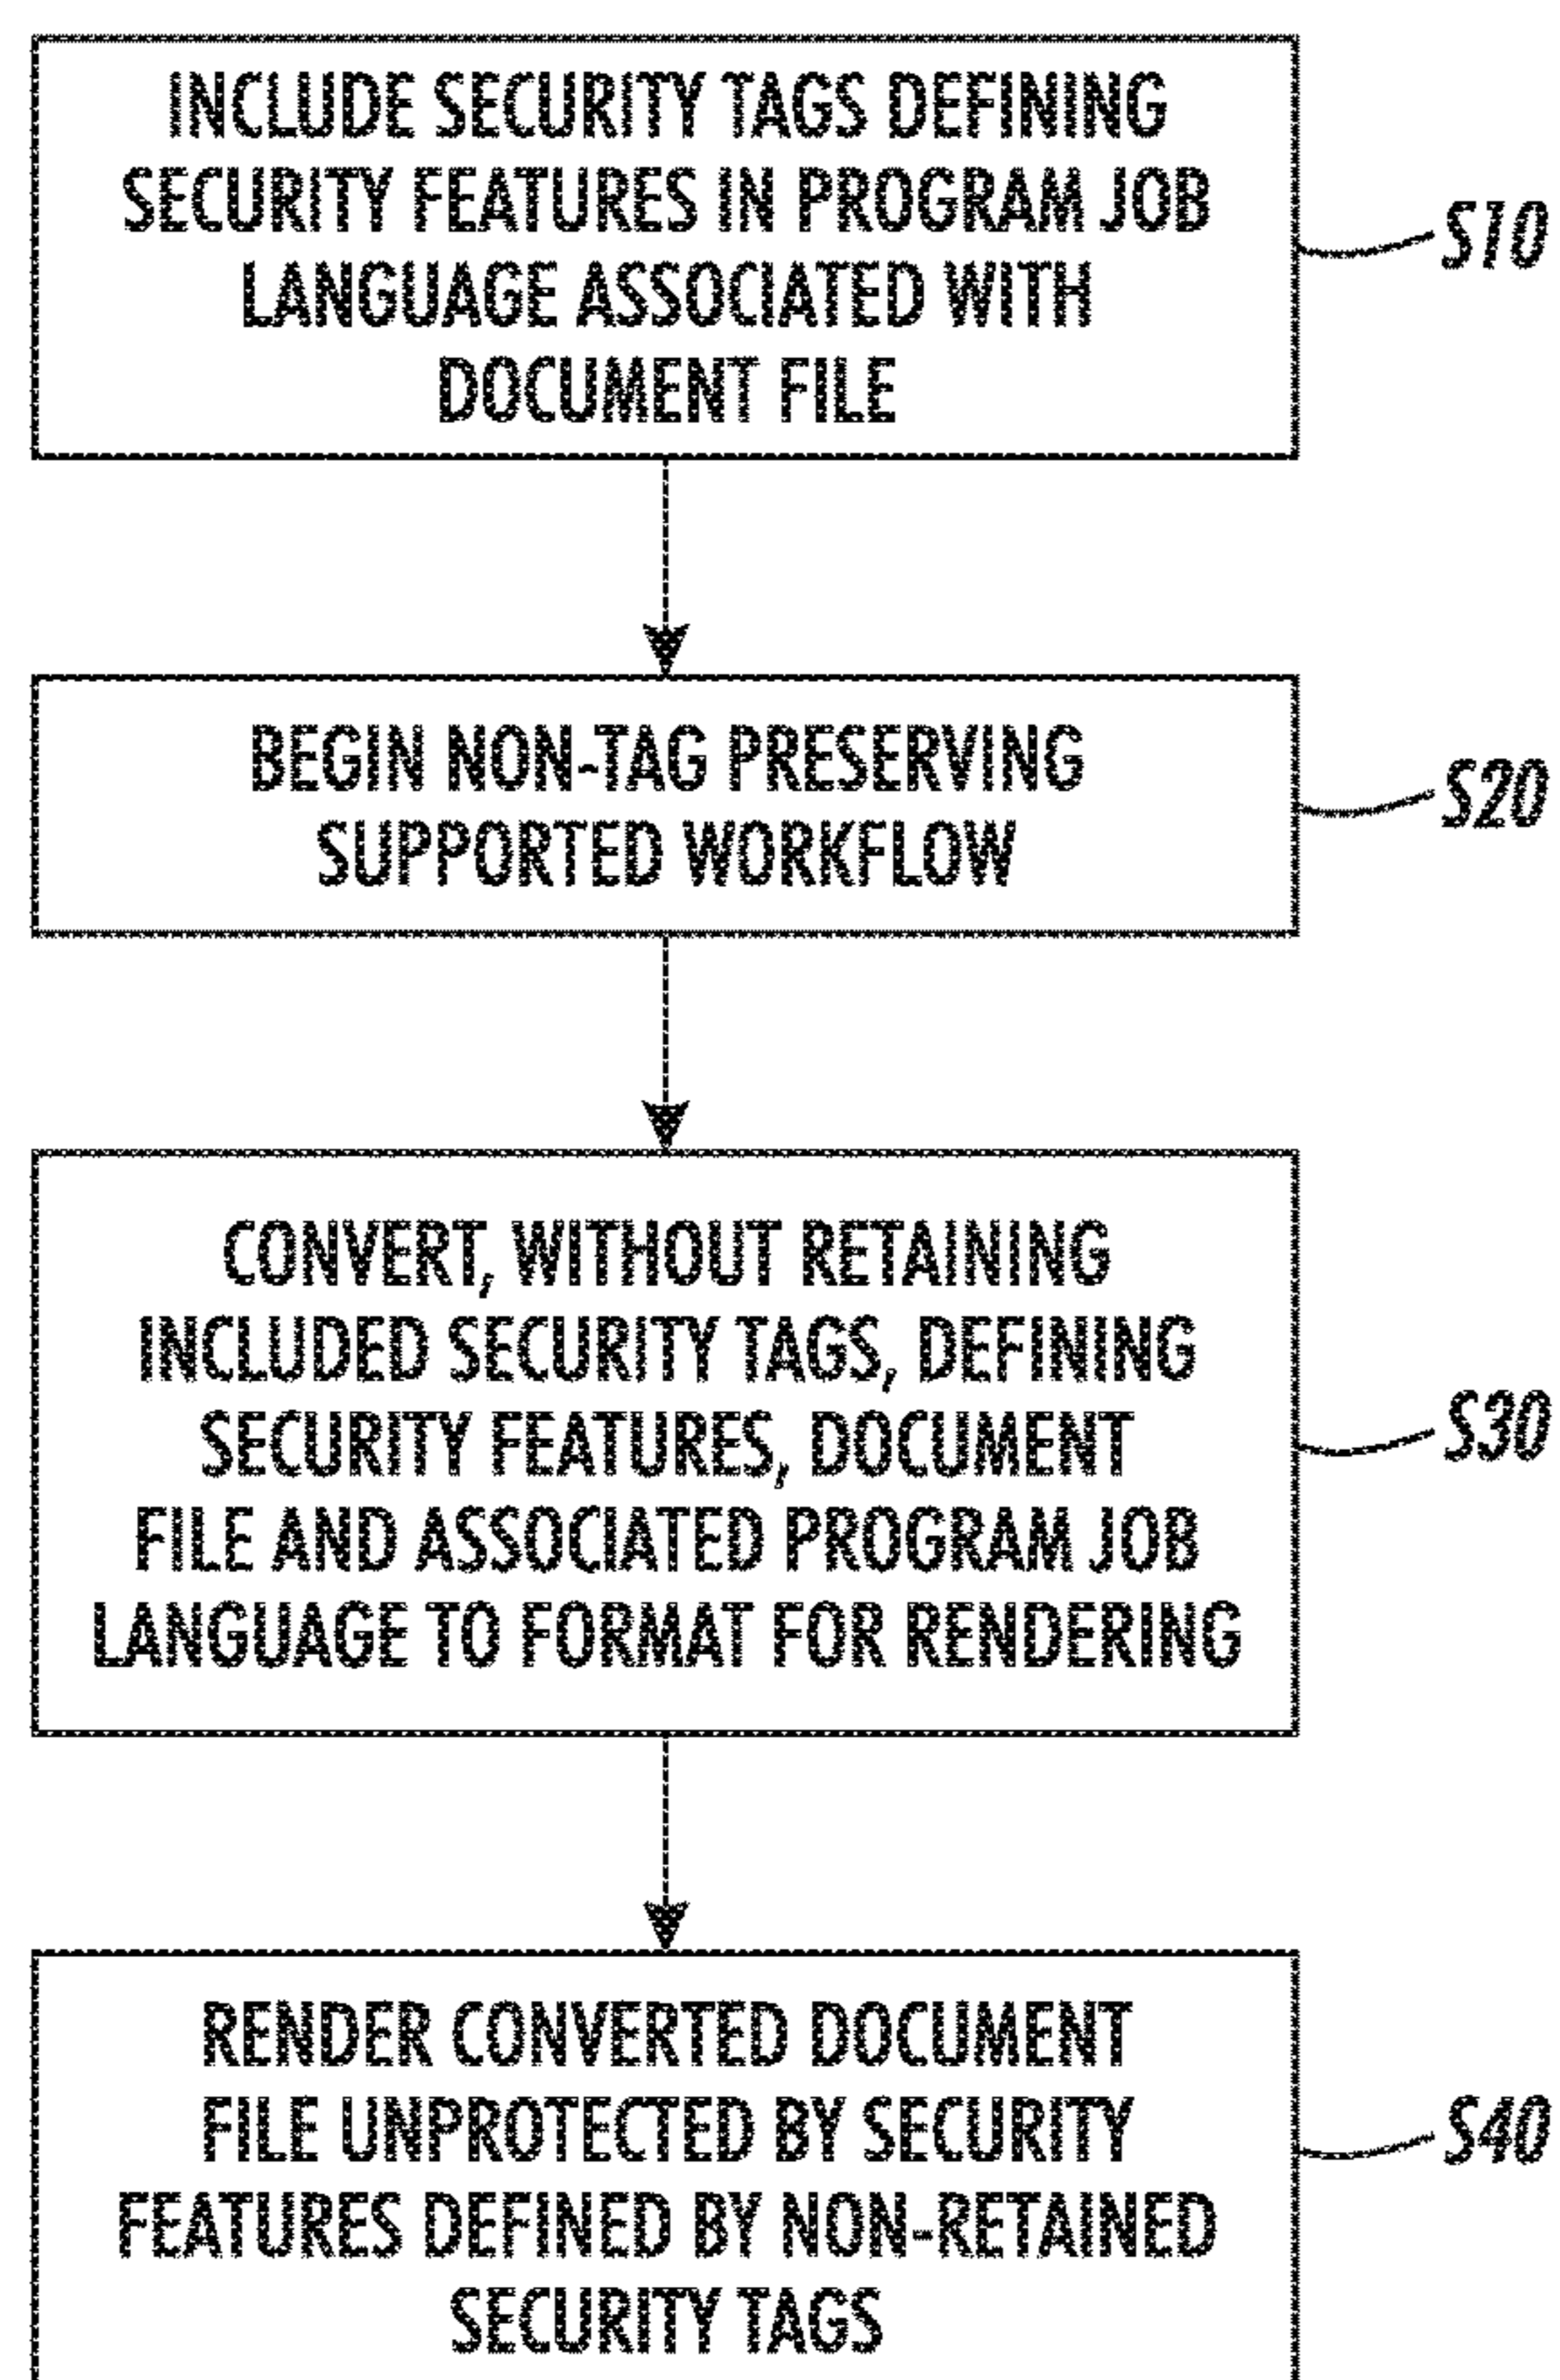 INCLUDE SECURITY TAGS DEFINING
SECURITY FEATURES IN PROGRAM JOB
LANGUAGE ASSOCIATED WITH
DOCUMENT FILE
S10
BEGIN NON-TAG PRESERVING
SUPPORTED WORKFLOW
S20
CONVERT, WITHOUT RETAINING
INCLUDED SECURITY TAGS, DEFINING
SECURITY FEATURES, DOCUMENT
FILE AND ASSOCIATED PROGRAM JOB
LANGUAGE TO FORMAT FOR RENDERING
S30
RENDER CONVERTED DOCUMENT
FILE UNPROTECTED BY SECURITY
FEATURES DEFINED BY NON-RETAINED
SECURITY TAGS
S40